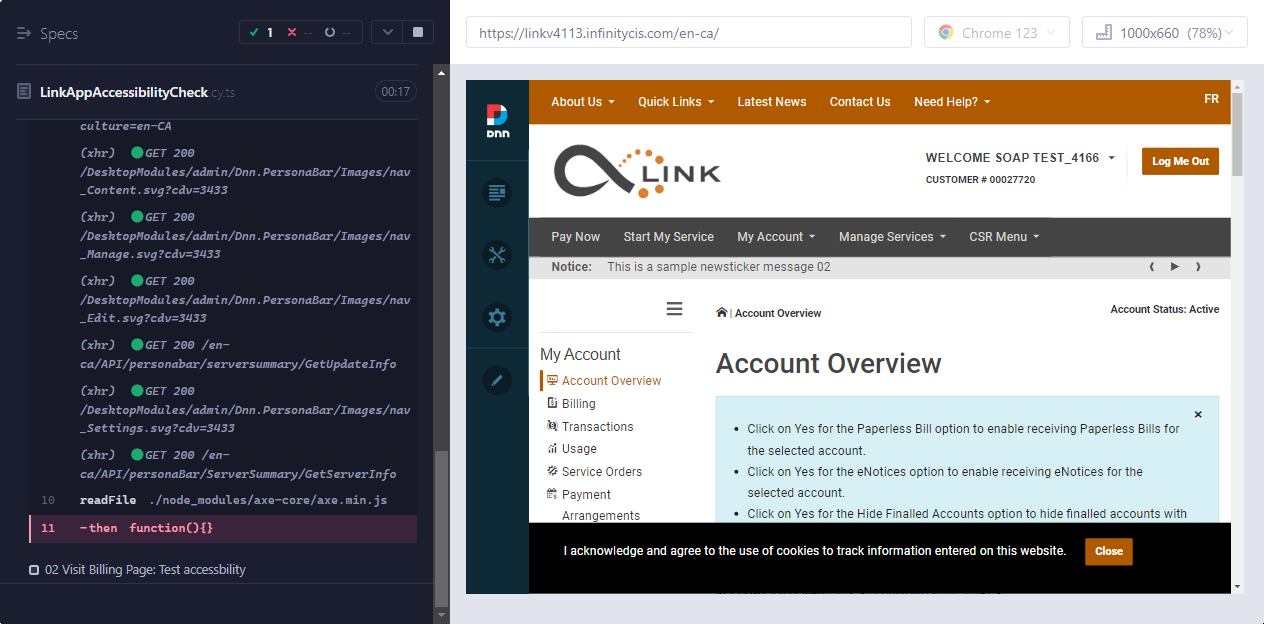 Specs
1
--
--
LinkAppAccessibilityCheck.cy.ts
00:17
culture=en-CA
(xhr) GET 200
/DesktopModules/admin/Dnn.PersonaBar/Images/nav
_Content.svg?cdv=3433
(xhr) GET 200
/DesktopModules/admin/Dnn.PersonaBar/Images/nav
_Manage.svg?cdv=3433
(xhr) GET 200
/DesktopModules/admin/Dnn.PersonaBar/Images/nav
_Edit.svg?cdv=3433
(xhr) GET 200 /en-
ca/API/personabar/serversummary/GetUpdateInfo
(xhr) GET 200
/DesktopModules/admin/Dnn.PersonaBar/Images/nav
_Settings.svg?cdv=3433
(xhr) GET 200 /en-
ca/API/personaBar/ServerSummary/GetServerInfo
10 readFile ./node_modules/axe-core/axe.min.js
11 -then function(){}
02 Visit Billing Page: Test accessbility
https://linkv4113.infinitycis.com/en-ca/
Chrome 123
1000x660 (78%)
Dnn
About Us
Quick Links
Latest News
Contact Us
Need Help?
FR
LINK
WELCOME SOAP TEST_4166
CUSTOMER # 00027720
Log Me Out
Pay Now
Start My Service
My Account
Manage Services
CSR Menu
Notice: This is a sample newsticker message 02
| Account Overview
Account Status: Active
My Account
Account Overview
Billing
Transactions
Usage
Service Orders
Payment
Arrangements
Account Overview
Click on Yes for the Paperless Bill option to enable receiving Paperless Bills for
the selected account.
Click on Yes for the eNotices option to enable receiving eNotices for the
selected account.
Click on Yes for the Hide Finalled Accounts option to hide finalled accounts with
I acknowledge and agree to the use of cookies to track information entered on this website.
Close